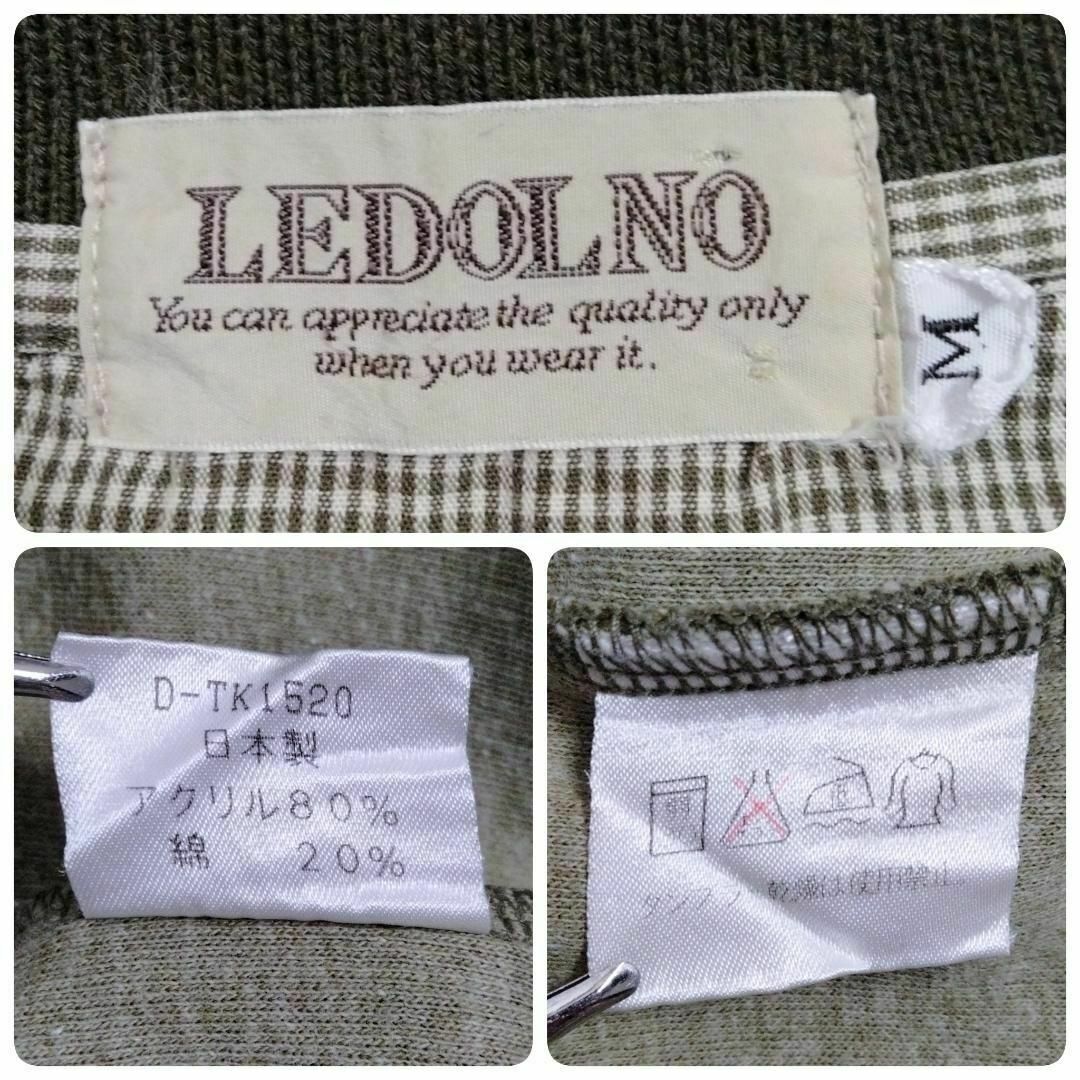 LEDOLNO
You can appreciate the quality only
when you wear it.
M
D-TK1520
日本製
アクリル80%
綿 20%
乾燥は使用禁止